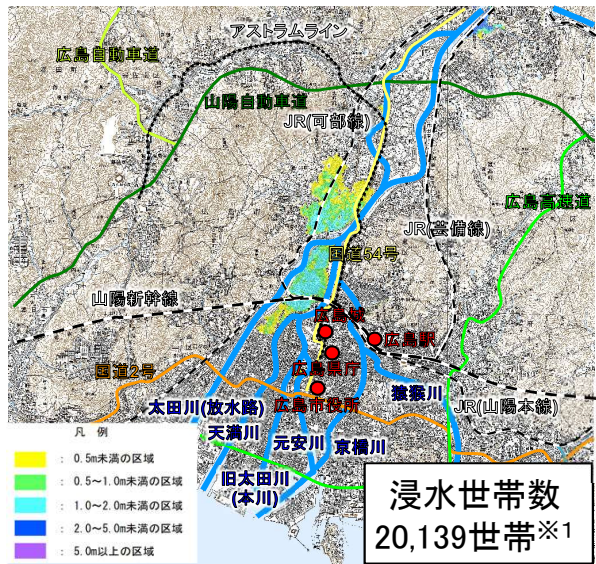 アストラムライン
広島自動車道
山陽自動車道
JR(可部線)
広島高速道
JR(芸備線)
国道54号
山陽新幹線
広島城
広島駅
広島県庁
国道2号
広島市役所
猿猴川
太田川(放水路)
JR(山陽本線)
天満川
元安川
京橋川
旧太田川
(本川)
凡 例
: 0.5m未満の区域
: 0.5～1.0m未満の区域
: 1.0～2.0m未満の区域
: 2.0～5.0m未満の区域
: 5.0m以上の区域
浸水世帯数
20,139世帯※1